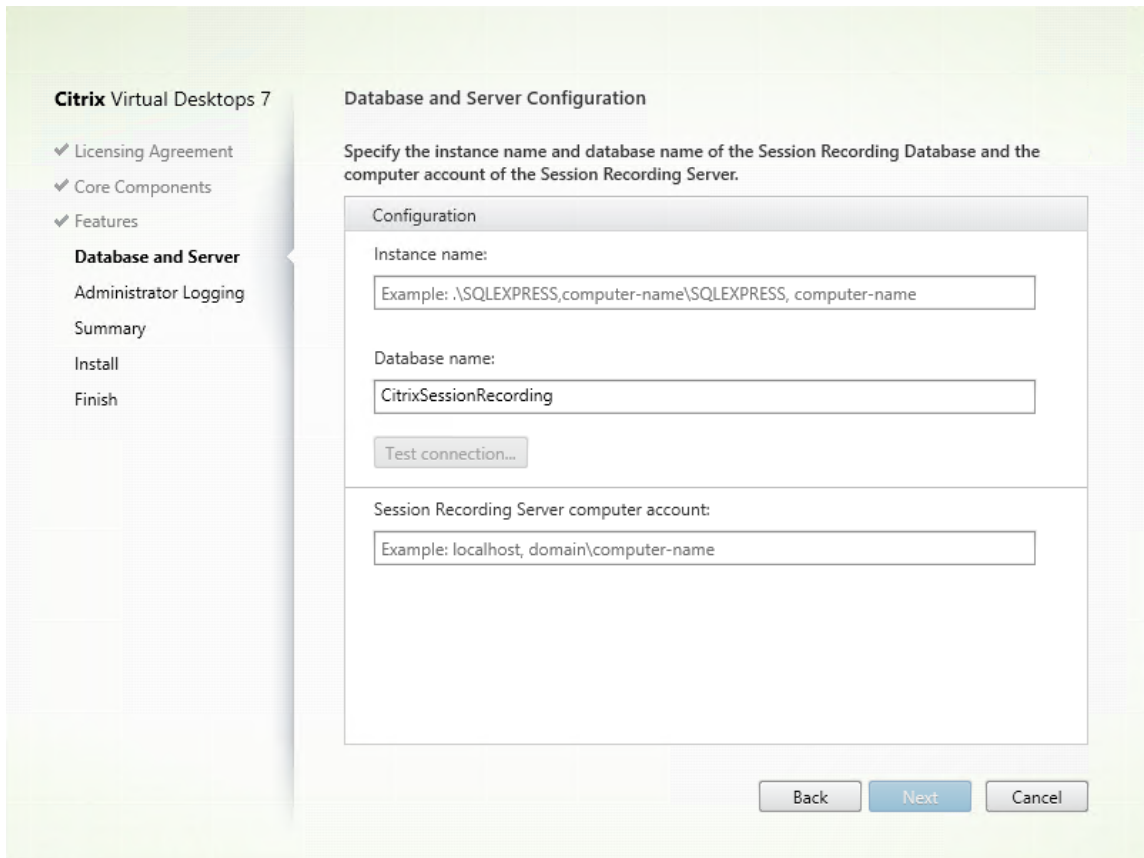 Citrix Virtual Desktops 7
Licensing Agreement
Core Components
Features
Database and Server
Administrator Logging
Summary
Install
Finish
Database and Server Configuration
Specify the instance name and database name of the Session Recording Database and the
computer account of the Session Recording Server.
Configuration
Instance name:
Example: .\SQLEXPRESS,computer-name\SQLEXPRESS, computer-name
Database name:
CitrixSessionRecording
Test connection...
Session Recording Server computer account:
Example: localhost, domain\computer-name
Back
Next
Cancel